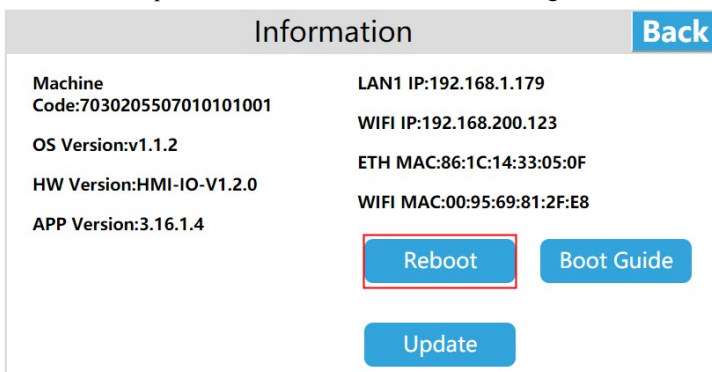 Information
Back
Machine
Code:7030205507010101001
OS Version:v1.1.2
HW Version:HMI-IO-V1.2.0
APP Version:3.16.1.4
LAN1 IP:192.168.1.179
WIFI IP:192.168.200.123
ETH MAC:86:1C:14:33:05:0F
WIFI MAC:00:95:69:81:2F:E8
Reboot
Boot Guide
Update